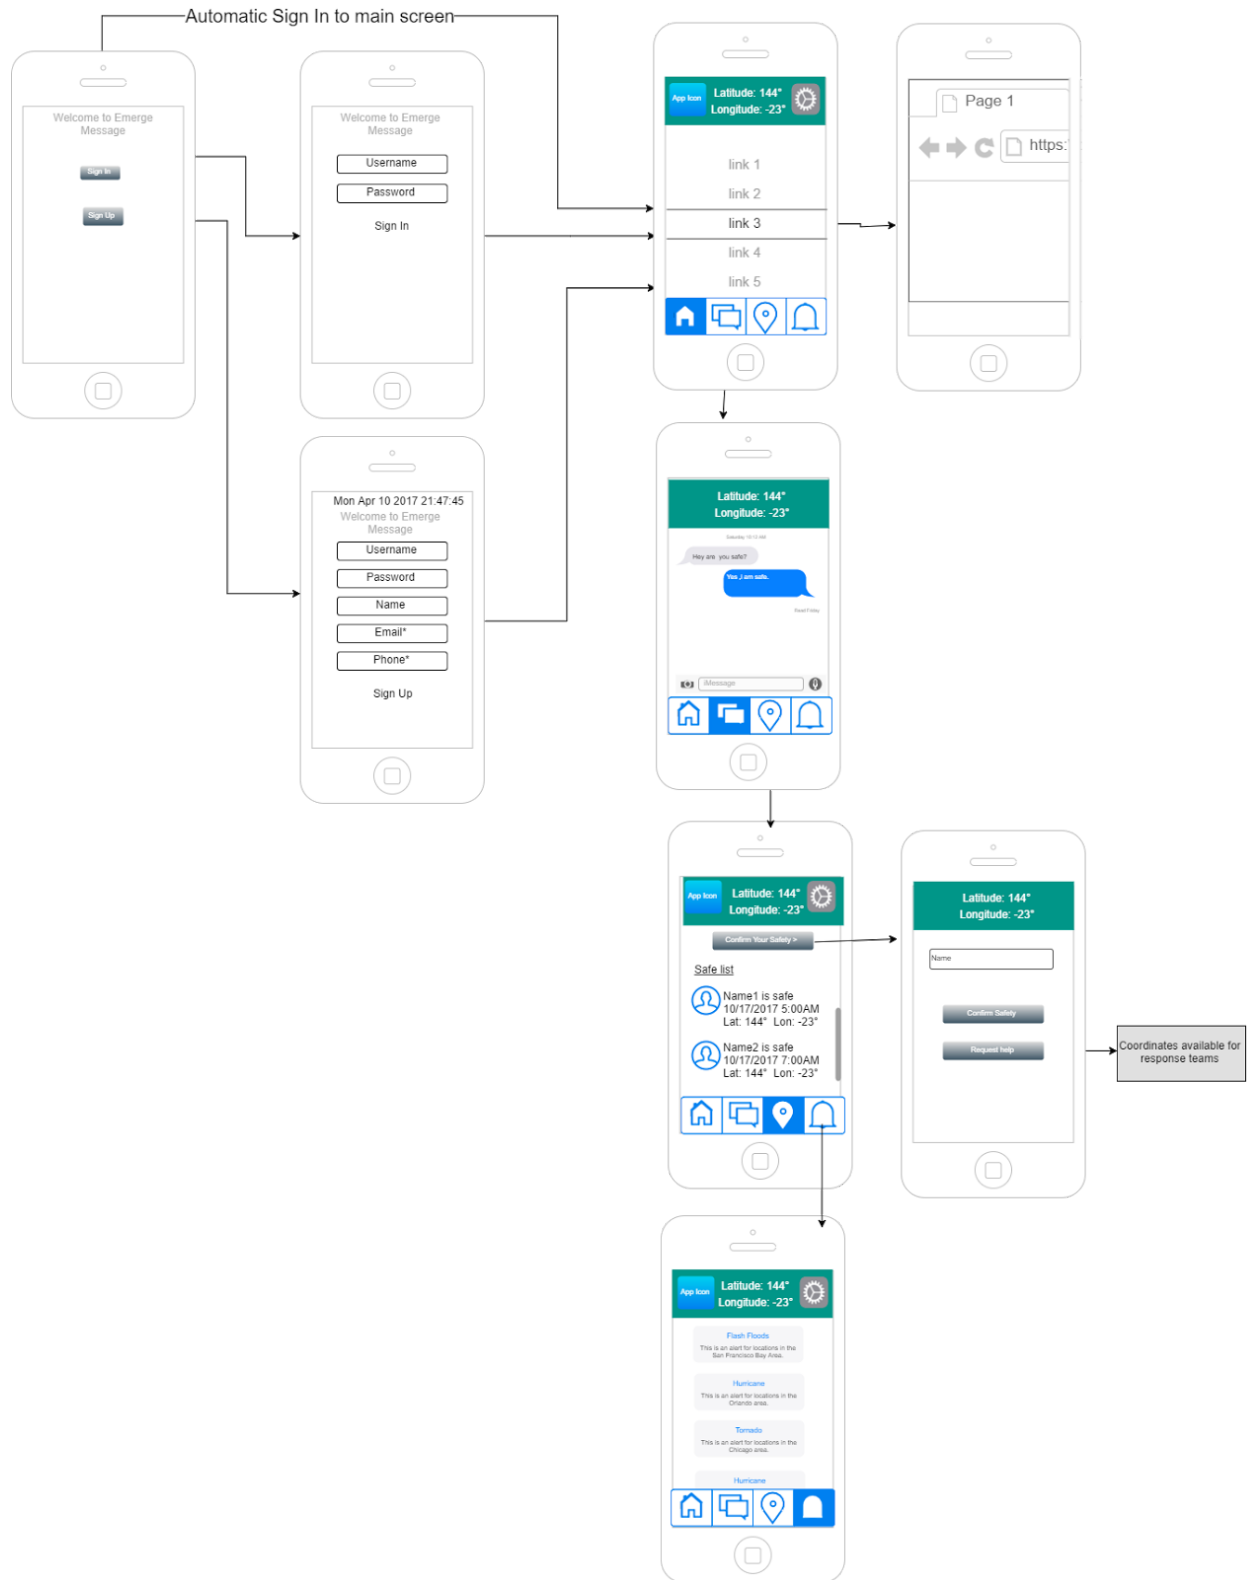 Automatic Sign In to main screen
Welcome to Emerge
Message
Sign In
Sign Up
Welcome to Emerge
Message
Username
Password
Sign In
App Icon
Latitude: 144°
Longitude: -23°
link 1
link 2
link 3
link 4
link 5
Page 1
https:'
Mon Apr 10 2017 21:47:45
Welcome to Emerge
Message
Username
Password
Name
Email*
Phone*
Sign Up
Latitude: 144°
Longitude: -23°
Saturday 10:12 AM
Hey are you safe?
Yes ,I am safe.
Read Friday
iMessage
App Icon
Latitude: 144°
Longitude: -23°
Confirm Your Safety >
Safe list
Name1 is safe
10/17/2017 5:00AM
Lat: 144° Lon: -23°
Name2 is safe
10/17/2017 7:00AM
Lat: 144° Lon: -23°
Latitude: 144°
Longitude: -23°
Name
Confirm Safety
Request help
Coordinates available for
response teams
App Icon
Latitude: 144°
Longitude: -23°
Flash Floods
This is an alert for locations in the
San Francisco Bay Area.
Hurricane
This is an alert for locations in the
Orlando area.
Tornado
This is an alert for locations in the
Chicago area.
Hurricane